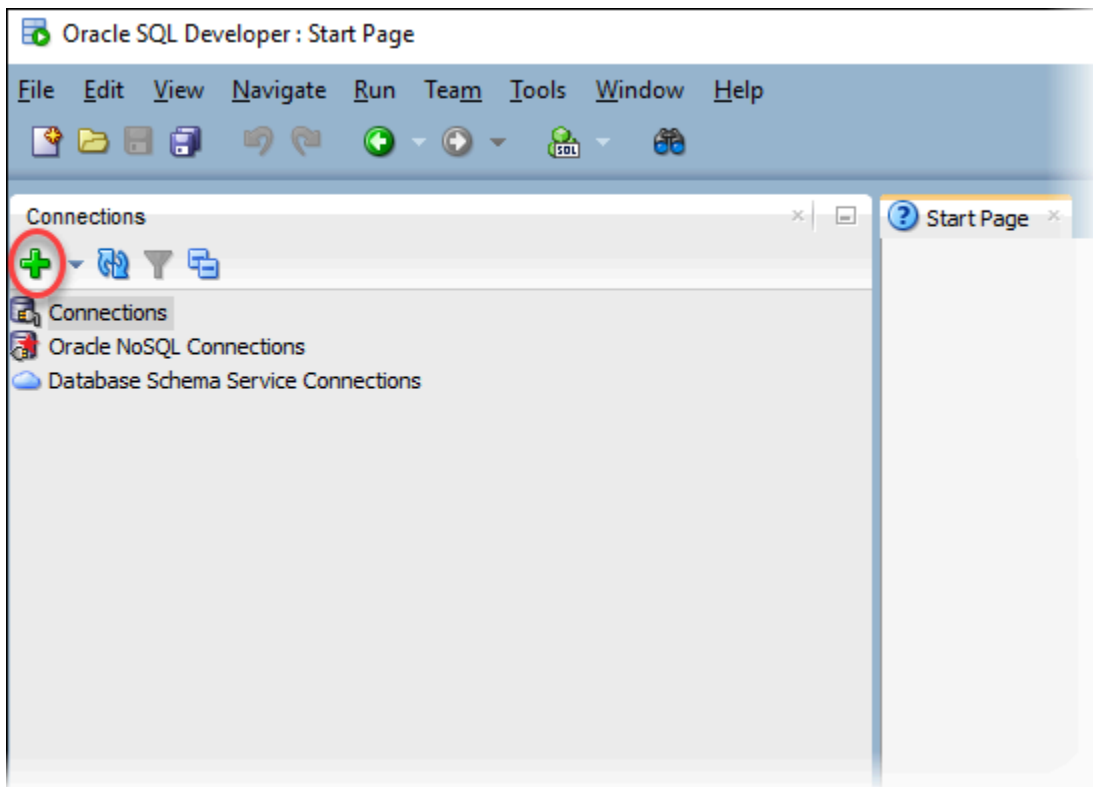 Oracle SQL Developer : Start Page
File Edit View Navigate Run Team Tools Window Help
SQL
Connections
Start Page
Connections
Oracle NoSQL Connections
Database Schema Service Connections